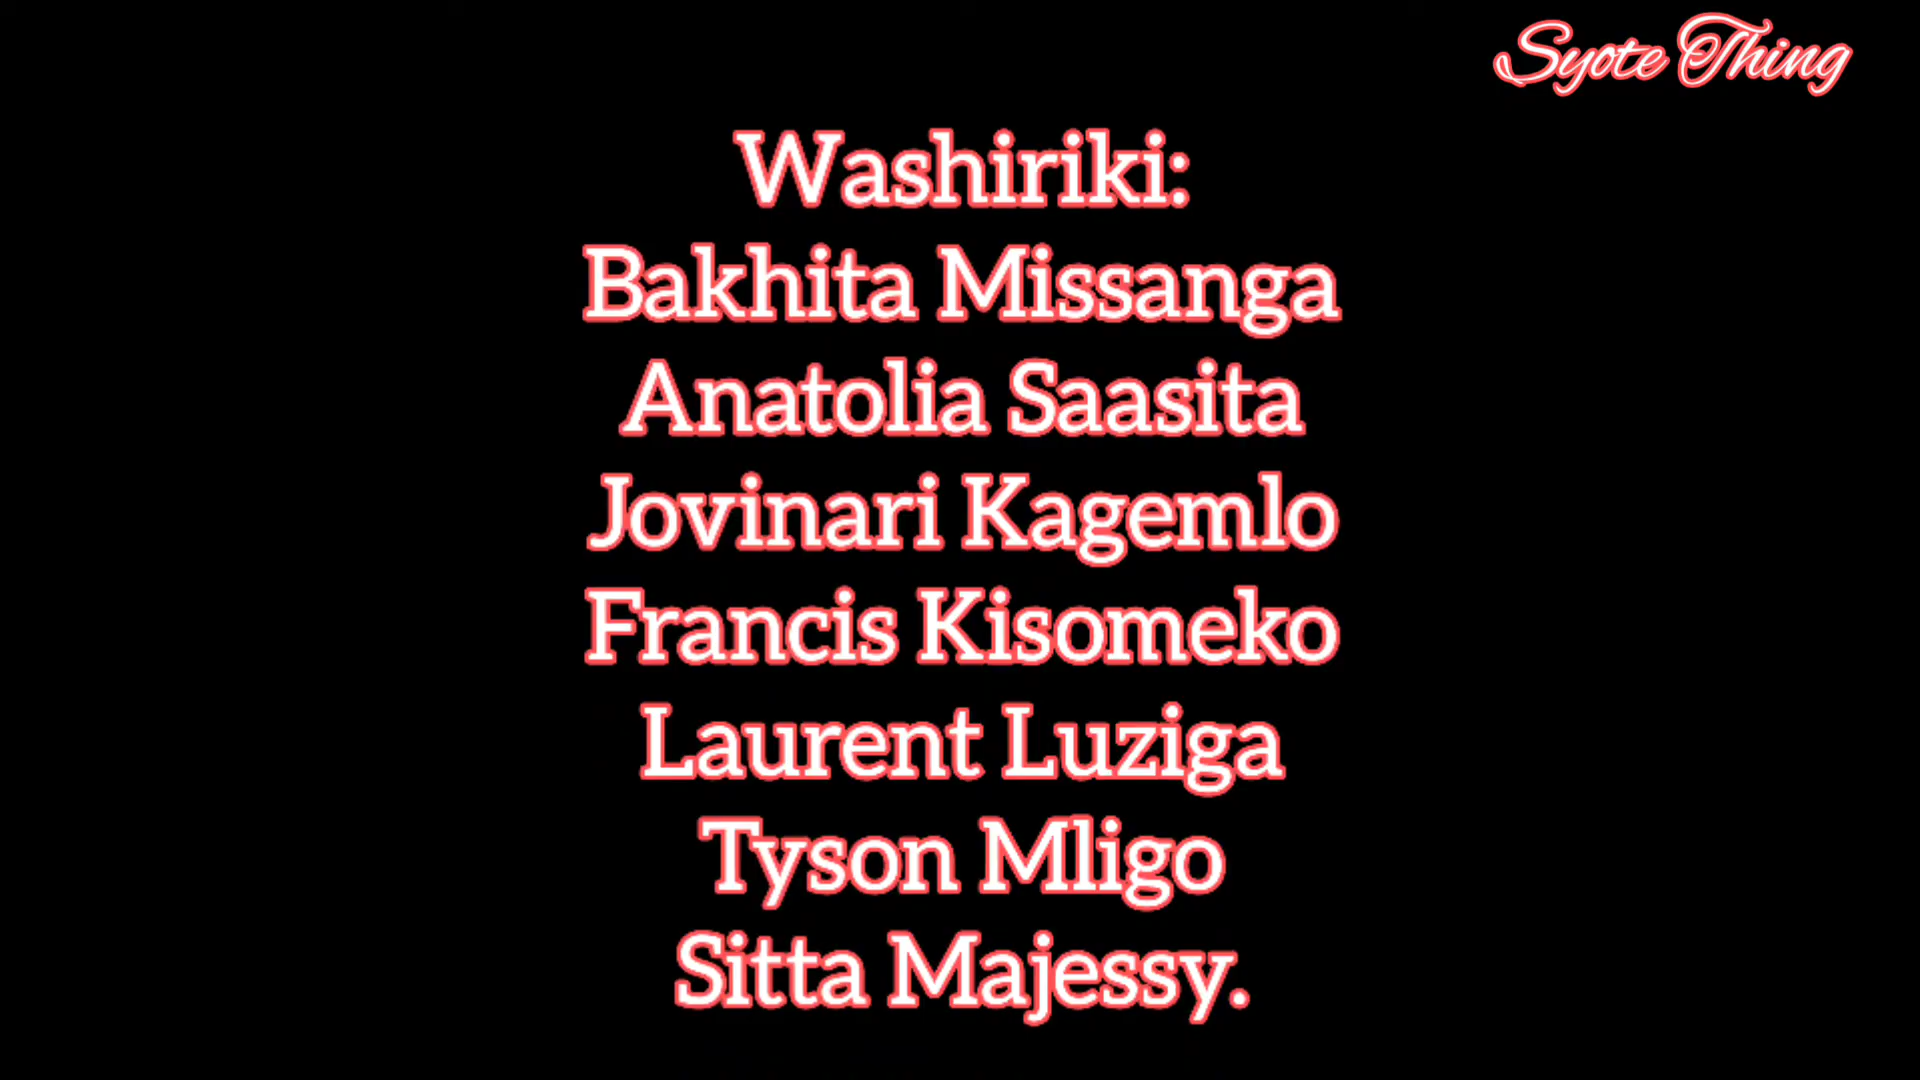 Syote Thing
Washiriki:
Bakhita Missanga
Anatolia Saasita
Jovinari Kagemlo
Francis Kisomeko
Laurent Luziga
Tyson Mligo
Sitta Majessy.